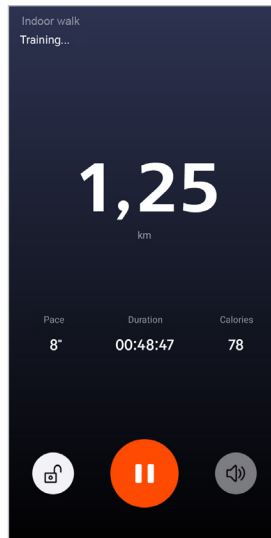 Indoor walk
Training...
1,25
km
Pace Duration Calories
8" 00:48:47 78